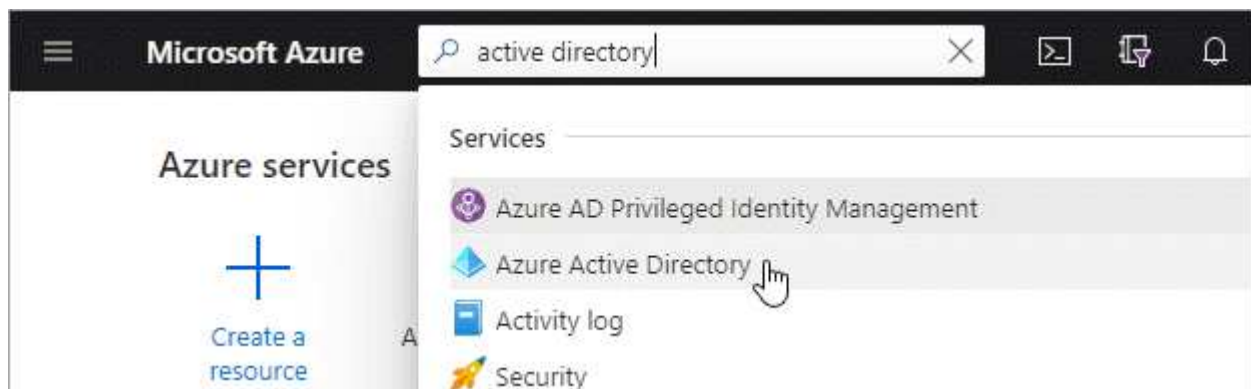 Microsoft Azure
active directory
Services
Azure services
Azure AD Privileged Identity Management
Azure Active Directory
Activity log
Create a
A
resource
Security